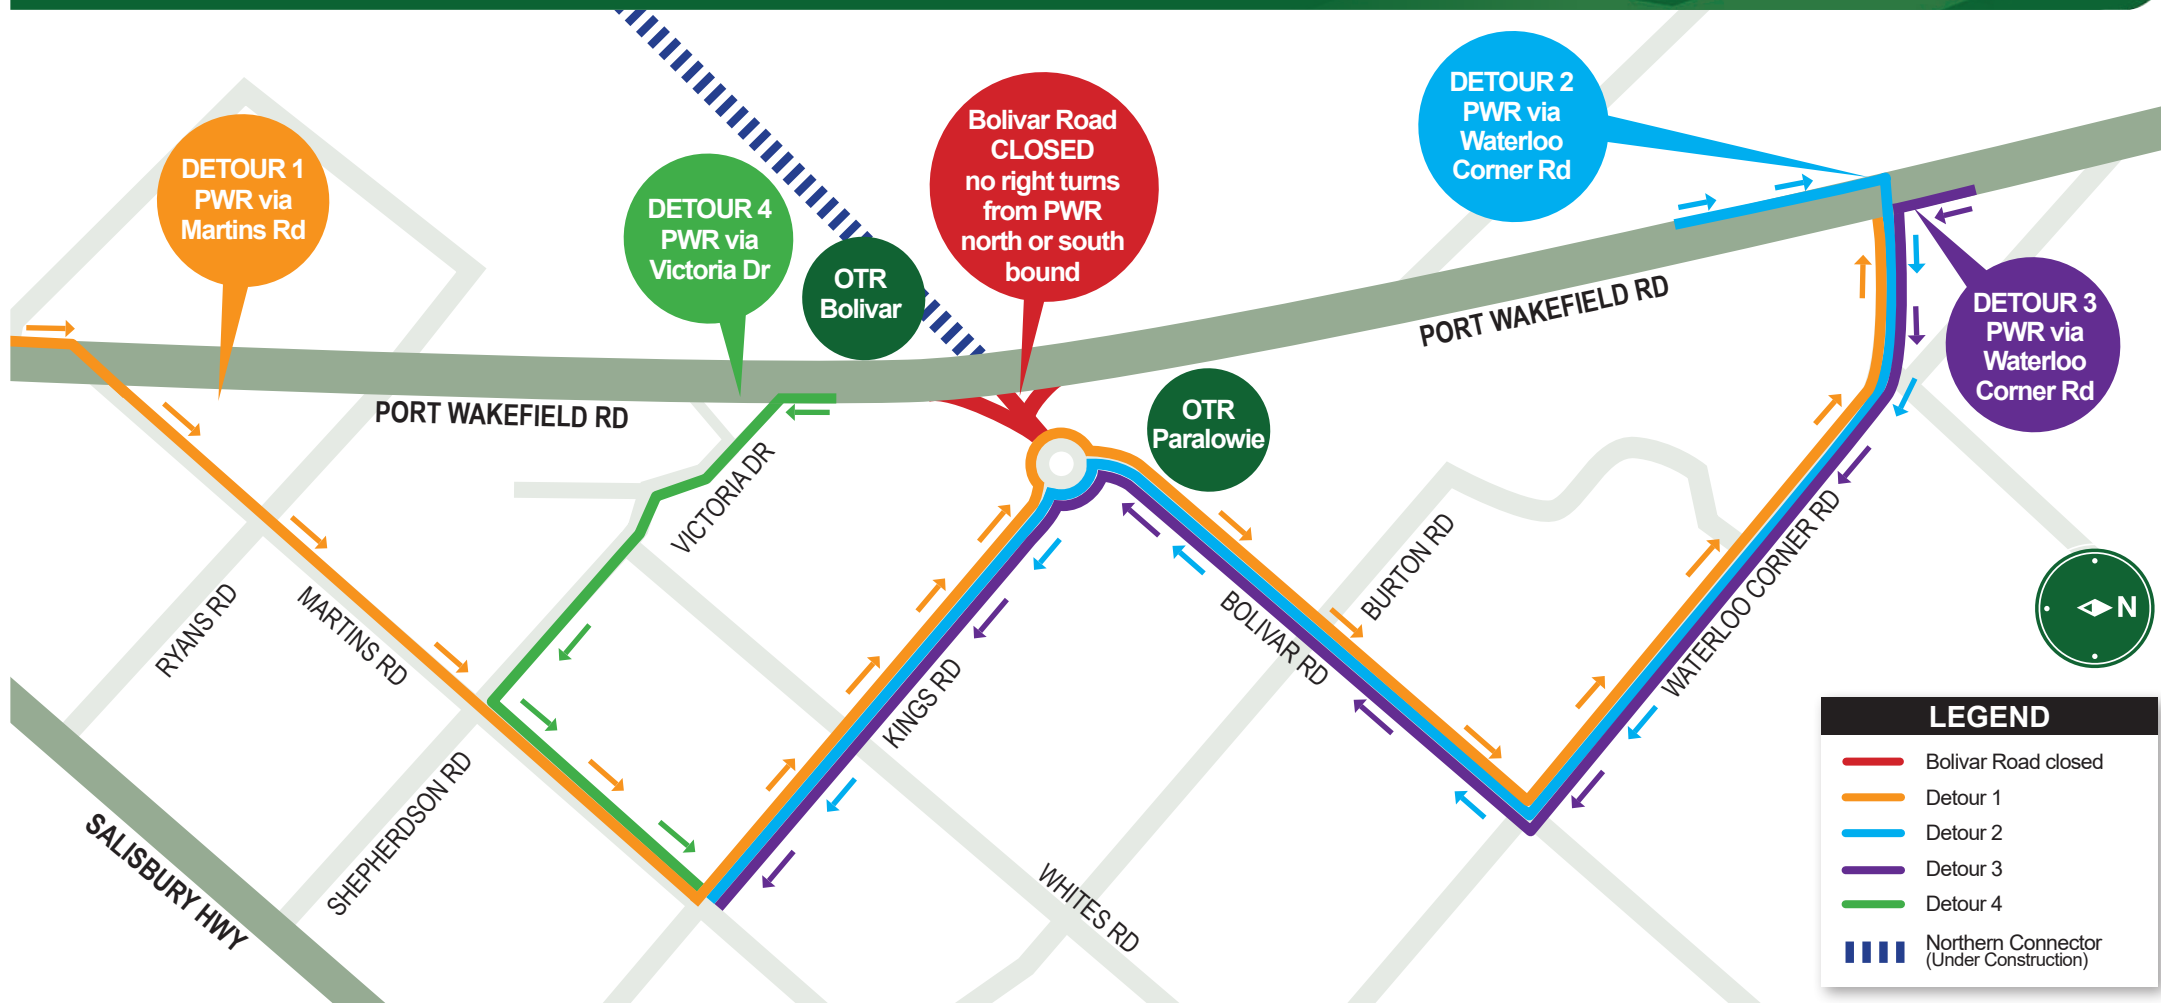 DETOUR 1
PWR via
Martins Rd
DETOUR 4
PWR via
Victoria Dr
OTR
Bolivar
Bolivar Road
CLOSED
no right turns
from PWR
north or south
bound
DETOUR 2
PWR via
Waterloo
Corner Rd
DETOUR 3
PWR via
Waterloo
Corner Rd
OTR
Paralowie
PORT WAKEFIELD RD
PORT WAKEFIELD RD
VICTORIA DR
RYANS RD
MARTINS RD
SHEPHERDSON RD
SALISBURY HWY
KINGS RD
WHITES RD
BOLIVAR RD
BURTON RD
WATERLOO CORNER RD
N
LEGEND
Bolivar Road closed
Detour 1
Detour 2
Detour 3
Detour 4
Northern Connector
(Under Construction)